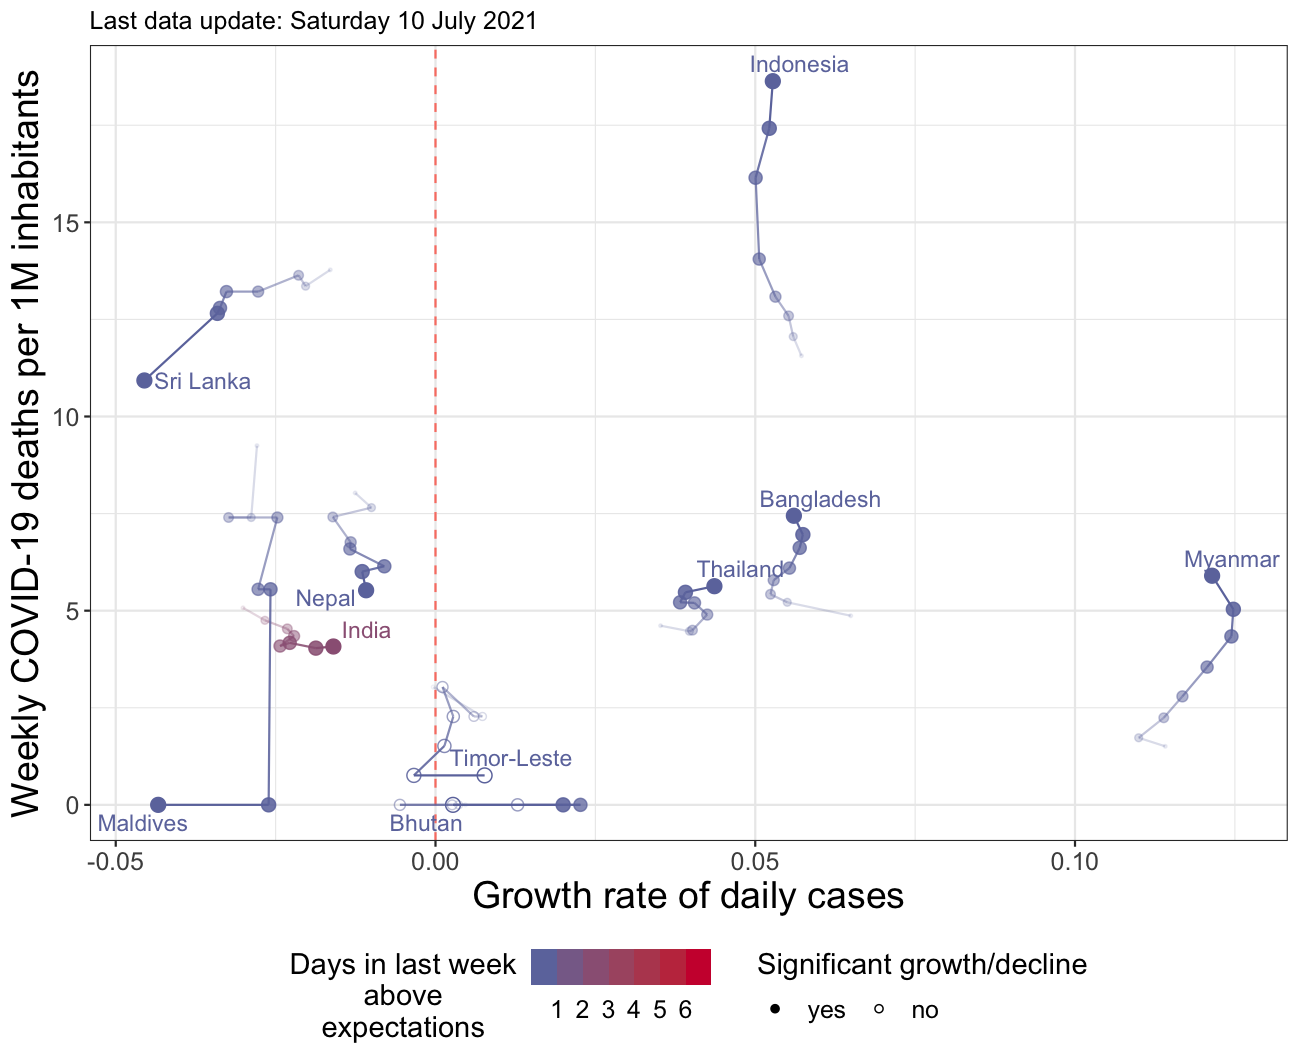 Last data update: Saturday 10 July 2021
Weekly COVID-19 deaths per 1M inhabitants
15
10
5
0
Indonesia
Sri Lanka
Bangladesh
Thailand
Myanmar
Nepal
India
Timor-Leste
Maldives
Bhutan
-0.05
0.00
0.05
0.10
Growth rate of daily cases
Days in last week
above
expectations
1 2 3 4 5 6
Significant growth/decline
yes no